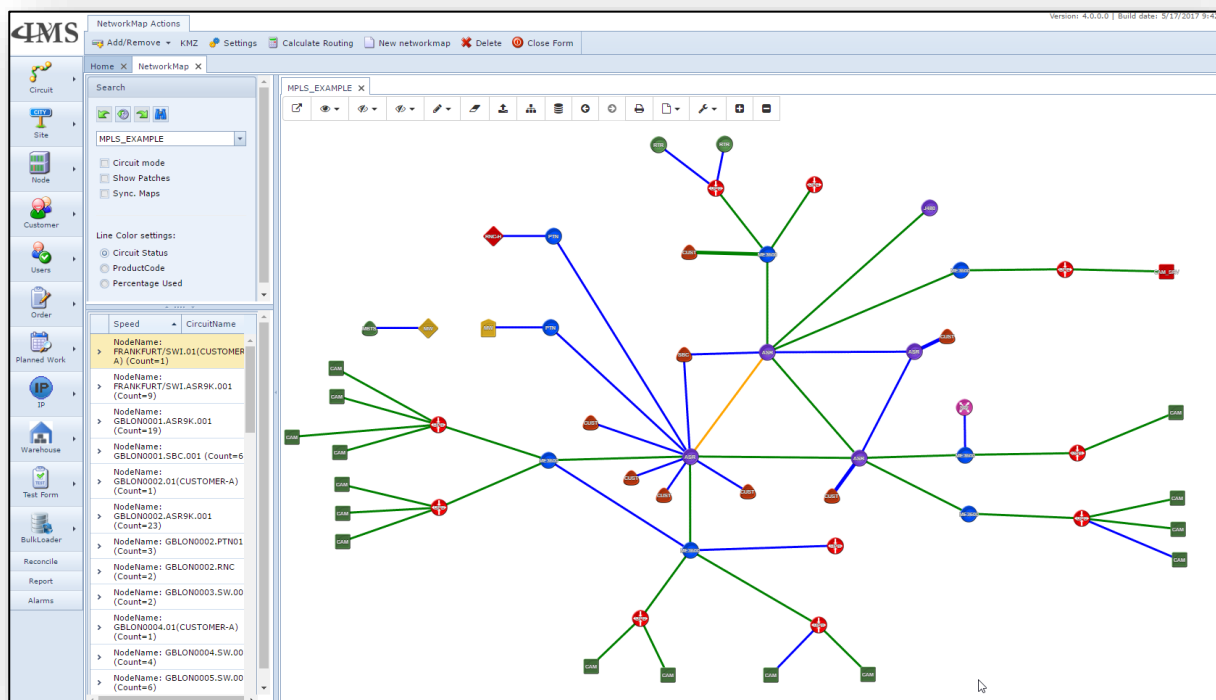 4IMS
NetworkMap Actions
Version: 4.0.0.0 | Build date: 5/17/2017 9:42
Add/Remove KMZ Settings Calculate Routing New networkmap Delete Close Form
Home X NetworkMap X
Circuit
Site
Node
Customer
Users
Order
Planned Work
IP
Warehouse
Test Form
BulkLoader
Reconcile
Report
Alarms
Search
MPLS_EXAMPLE
Circuit mode
Show Patches
Sync. Maps
Line Color settings:
Circuit Status
ProductCode
Percentage Used
Speed CircuitName
NodeName:
FRANKFURT/SWI.01(CUSTOMER
A) (Count=1)
NodeName:
FRANKFURT/SWI.ASR9K.001
(Count=9)
NodeName:
GBLON0001.ASR9K.001
(Count=19)
NodeName:
GBLON0001.SBC.001 (Count=6
NodeName:
GBLON0002.01(CUSTOMER-A)
(Count=1)
NodeName:
GBLON0002.ASR9K.001
(Count=23)
NodeName: GBLON0002.PTN01
(Count=3)
NodeName: GBLON0002.RNC
(Count=2)
NodeName: GBLON0003.SW.00
(Count=2)
NodeName:
GBLON0004.01(CUSTOMER-A)
(Count=1)
NodeName: GBLON0004.SW.00
(Count=4)
NodeName: GBLON0005.SW.00
(Count=6)
MPLS_EXAMPLE X
RTR RTR
CUST
PTN
ASR
ASR
CUST
PTN
SBC
CAM
CAM
CAM
CAM
CUST
ASR
ASR
CAM
CAM
CAM
CAM
CUST
CUST
CUST
CUST
CAM
CAM
CAM
CAM
CAM
CAM
CAM